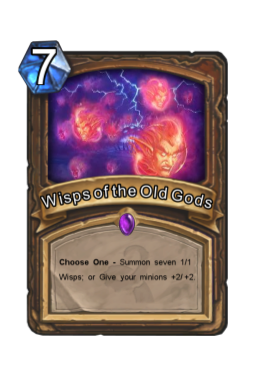 7
Wisps of the Old Gods
Choose One - Summon seven 1/1
Wisps; or Give your minions +2/+2.